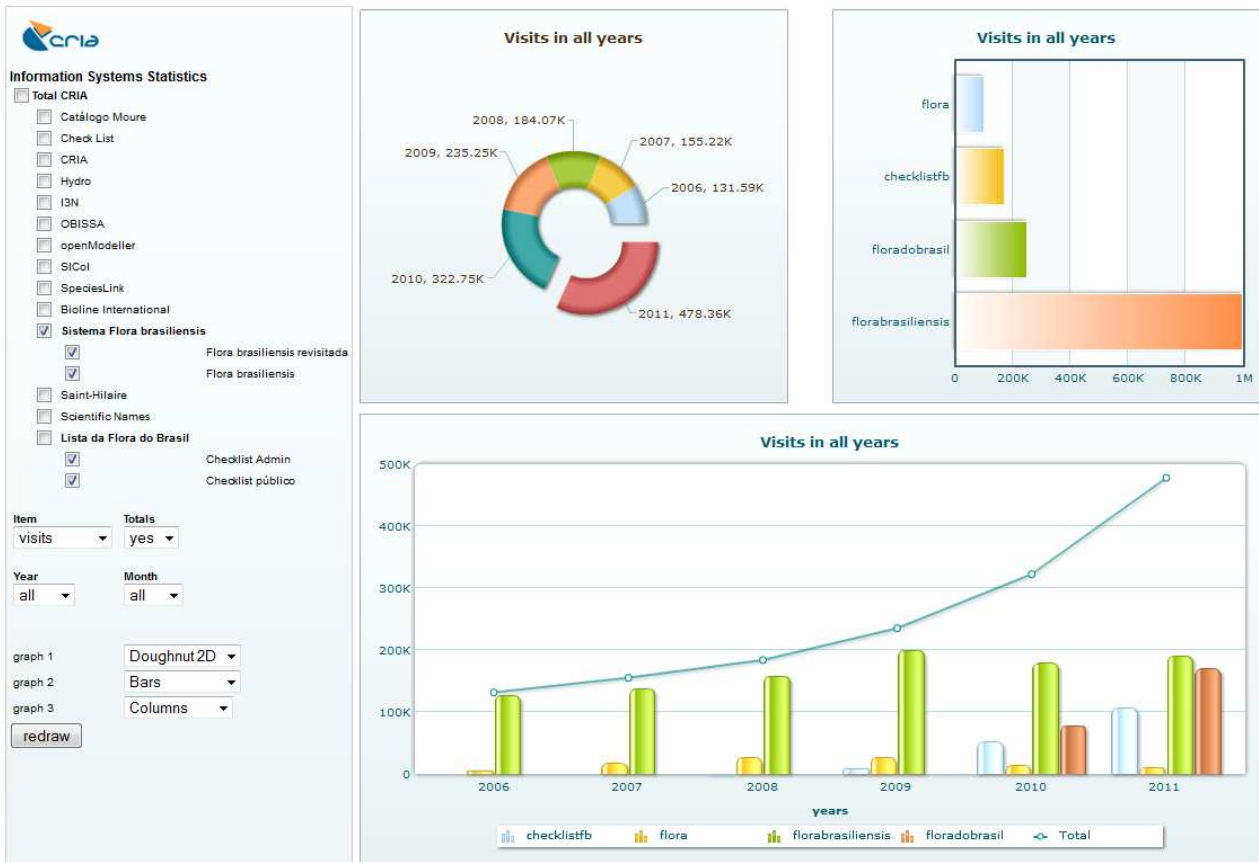 cria
Information Systems Statistics
Total CRIA
Catálogo Moure
Check List
CRIA
Hydro
I3N
OBISSA
openModeller
SICol
SpeciesLink
Bioline International
Sistema Flora brasiliensis
Flora brasiliensis revisitada
Flora brasiliensis
Saint-Hilaire
Scientific Names
Lista da Flora do Brasil
Checklist Admin
Checklist público
Item Totals
visits yes
Year Month
all all
graph 1 Doughnut 2D
graph 2 Bars
graph 3 Columns
redraw
Visits in all years
2008, 184.07K
2007, 155.22K
2009, 235.25K
2006, 131.59K
2010, 322.75K
2011, 478.36K
Visits in all years
flora
checklistfb
floradobrasil
florabrasiliensis
0 200K 400K 600K 800K 1M
Visits in all years
500K
400K
300K
200K
100K
0
2006 2007 2008 2009 2010 2011
years
checklistfb flora florabrasiliensis floradobrasil Total